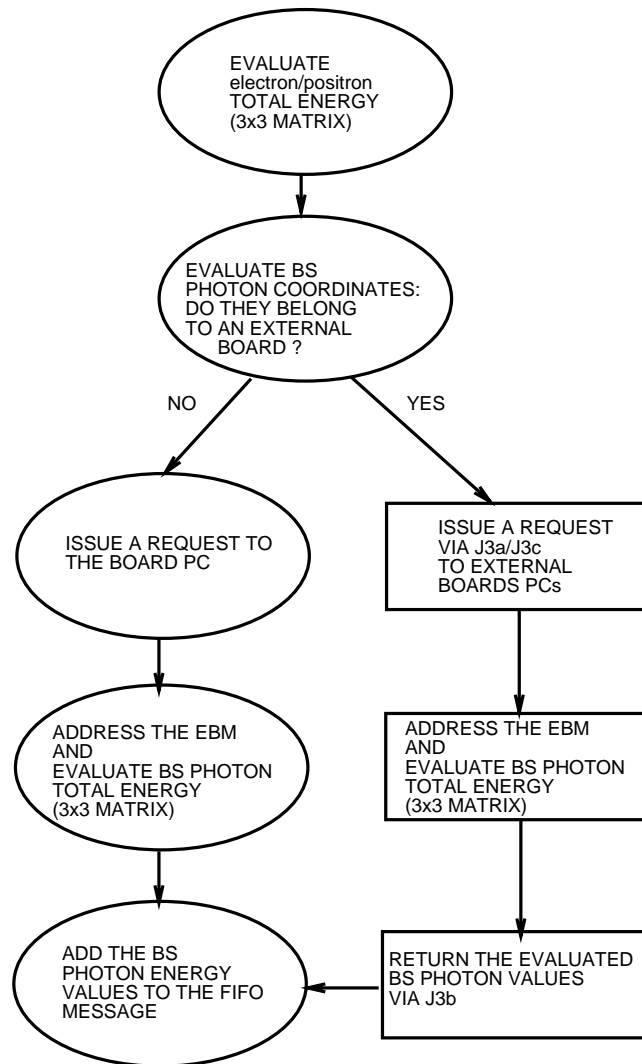 EVALUATE
electron/positron
TOTAL ENERGY
(3x3 MATRIX)
EVALUATE BS
PHOTON COORDINATES:
DO THEY BELONG
TO AN EXTERNAL
BOARD ?
NO
YES
ISSUE A REQUEST TO
THE BOARD PC
ISSUE A REQUEST
VIA J3a/J3c
TO EXTERNAL
BOARDS PCs
ADDRESS THE EBM
AND
EVALUATE BS PHOTON
TOTAL ENERGY
(3x3 MATRIX)
ADDRESS THE EBM
AND
EVALUATE BS PHOTON
TOTAL ENERGY
(3x3 MATRIX)
ADD THE BS
PHOTON ENERGY
VALUES TO THE FIFO
MESSAGE
RETURN THE EVALUATED
BS PHOTON VALUES
VIA J3b